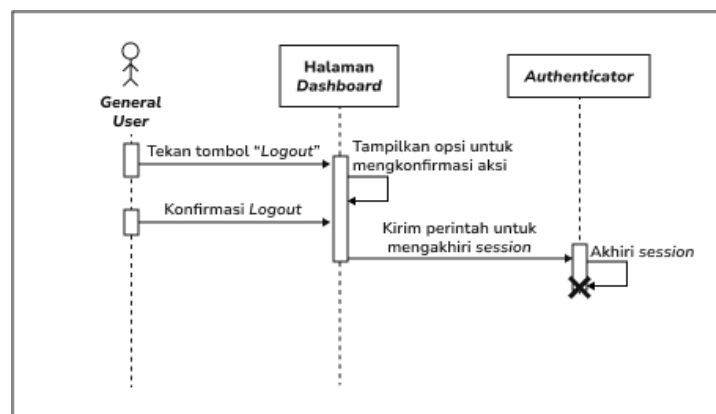 General
User
Halaman
Dashboard
Authenticator
Tekan tombol “Logout”
Tampilkan opsi untuk
mengkonfirmasi aksi
Konfirmasi Logout
Kirim perintah untuk
mengakhiri session
Akhiri session